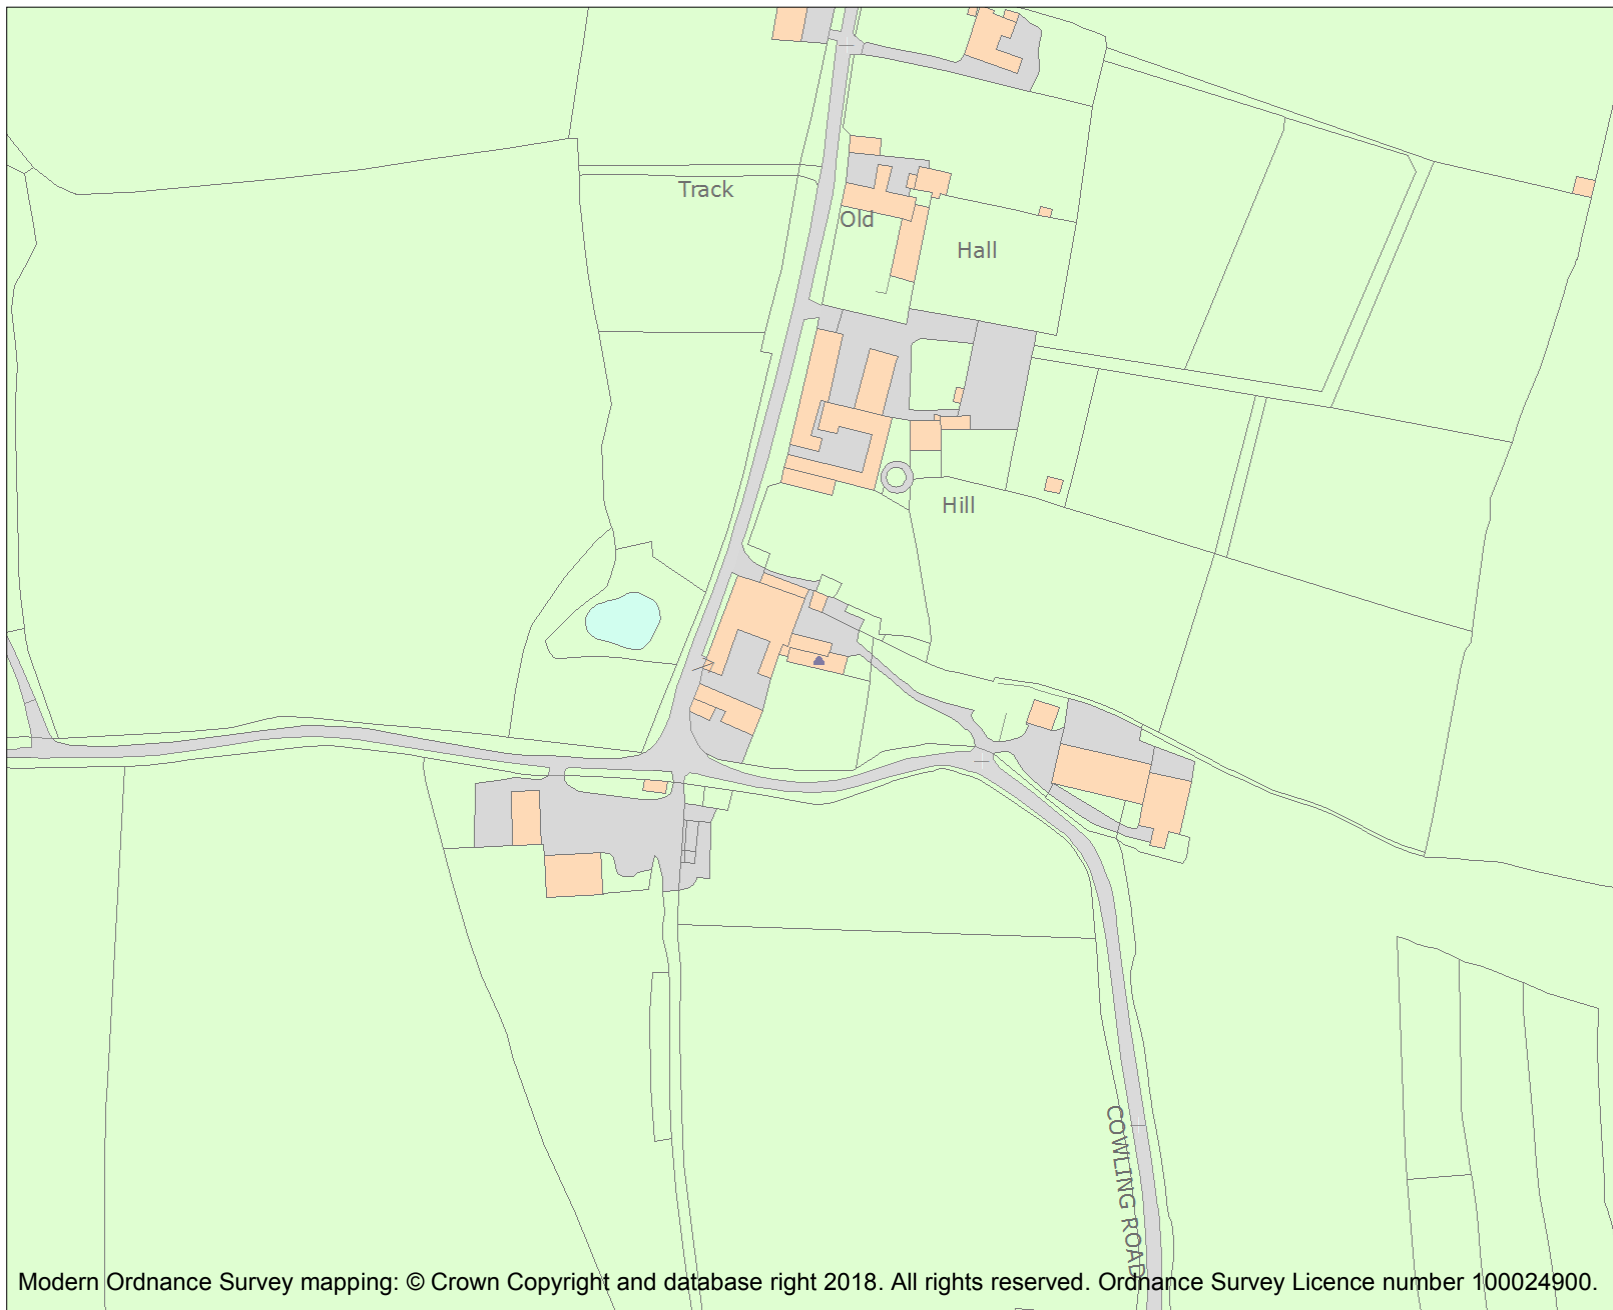 Track
Old
Hall
Hill
COWLING ROAD
Modern Ordnance Survey mapping: © Crown Copyright and database right 2018. All rights reserved. Ordnance Survey Licence number 100024900.